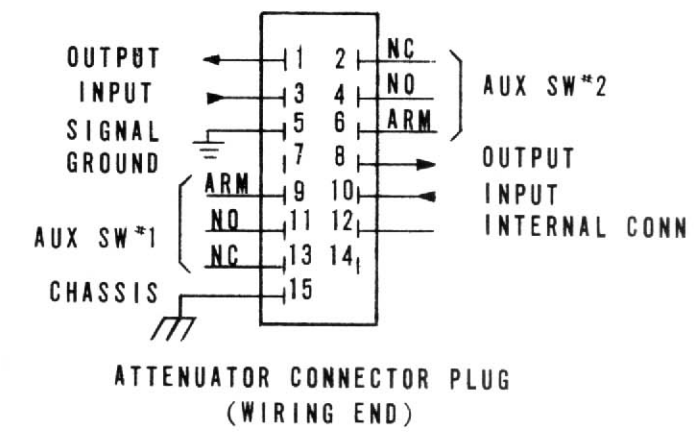 OUTPUT 1 2 NC
INPUT 3 4 NO AUX SW#2
SIGNAL GROUND 5 6 ARM
7 8 OUTPUT
ARM 9 10 INPUT
AUX SW#1 NO 11 12 INTERNAL CONN
NC 13 14
CHASSIS 15
ATTENUATOR CONNECTOR PLUG
(WIRING END)